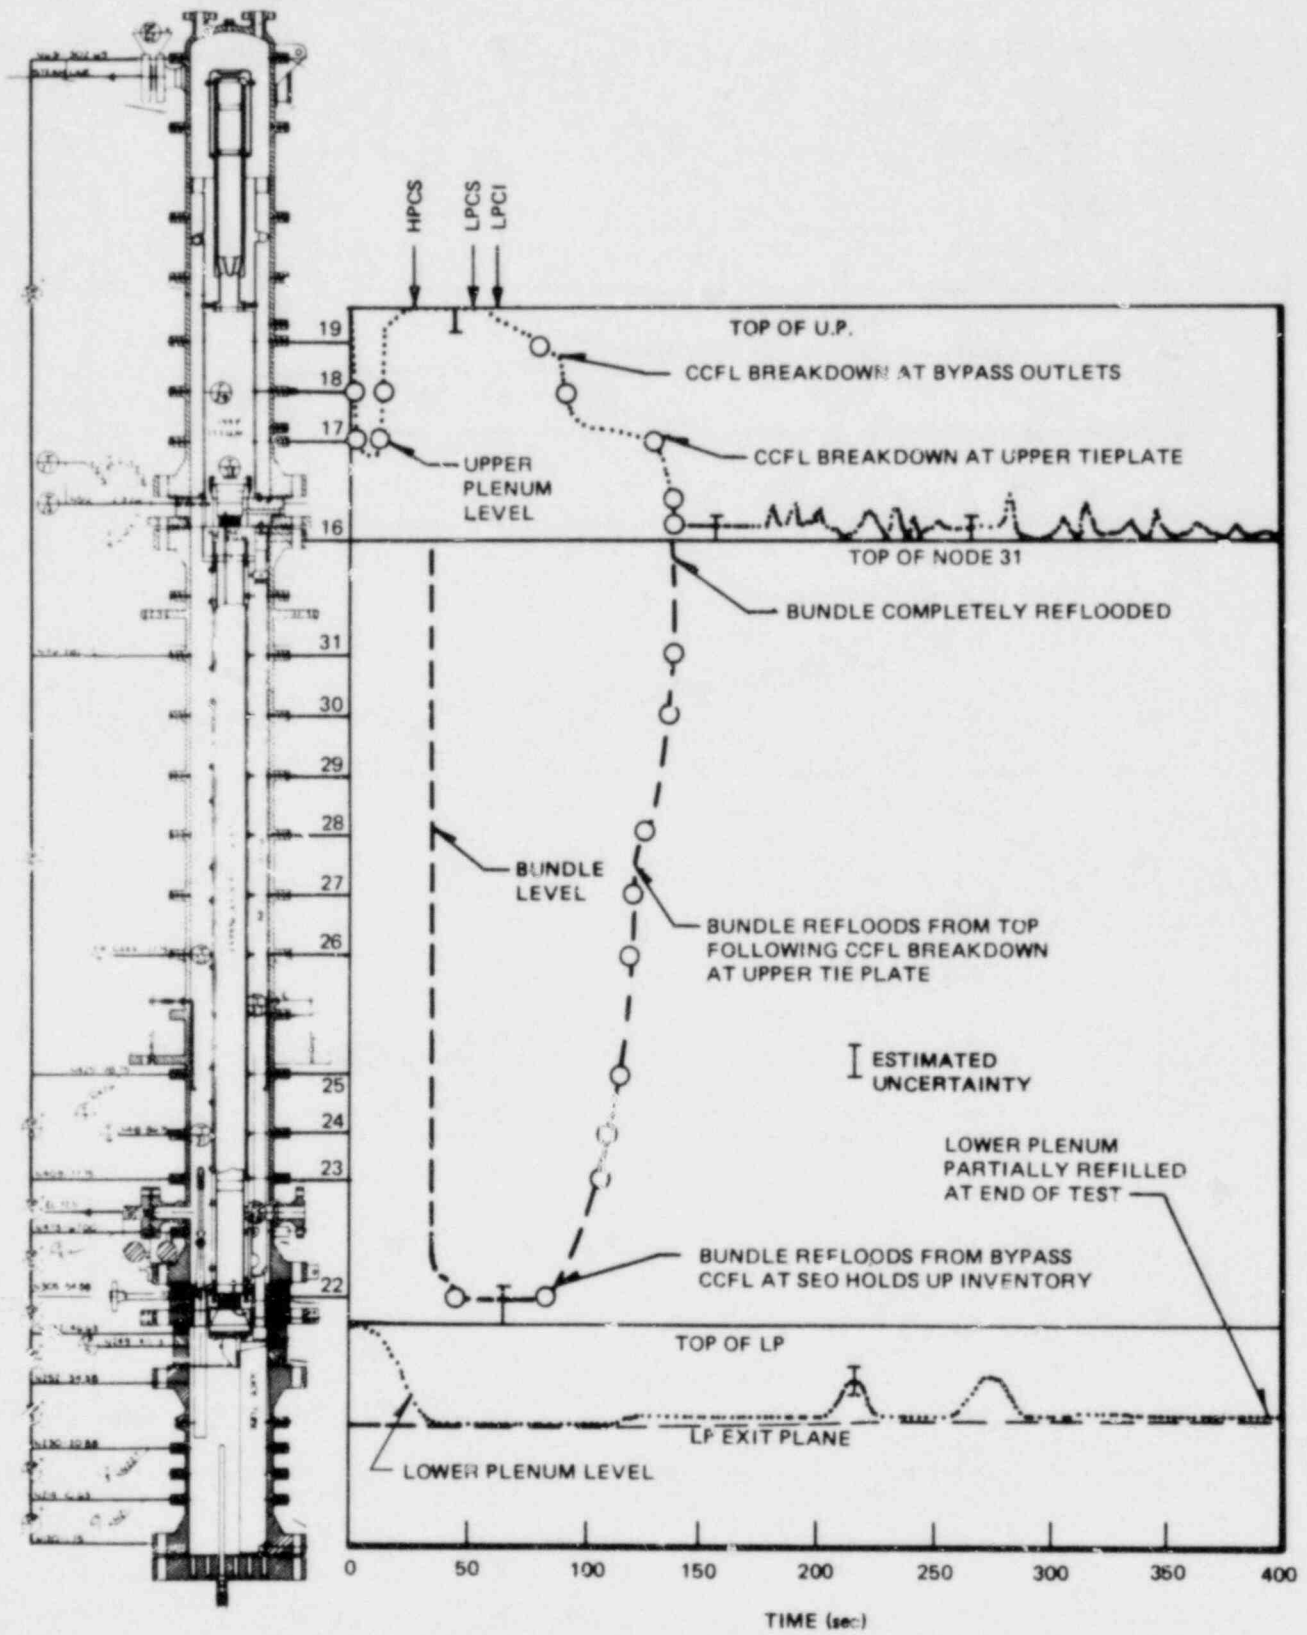 HPCS
LPCS
LPCI
19
TOP OF U.P.
CCFL BREAKDOWN AT BYPASS OUTLETS
18
17
CCFL BREAKDOWN AT UPPER TIEPLATE
UPPER
PLENUM
LEVEL
16
TOP OF NODE 31
BUNDLE COMPLETELY REFLOODED
31
30
29
28
BUNDLE
LEVEL
27
BUNDLE REFLOODS FROM TOP
FOLLOWING CCFL BREAKDOWN
AT UPPER TIE PLATE
26
ESTIMATED
UNCERTAINTY
25
24
LOWER PLENUM
PARTIALLY REFILLED
AT END OF TEST
23
BUNDLE REFLOODS FROM BYPASS
CCFL AT SEO HOLDS UP INVENTORY
22
TOP OF LP
LP EXIT PLANE
LOWER PLENUM LEVEL
0 50 100 150 200 250 300 350 400
TIME (sec)